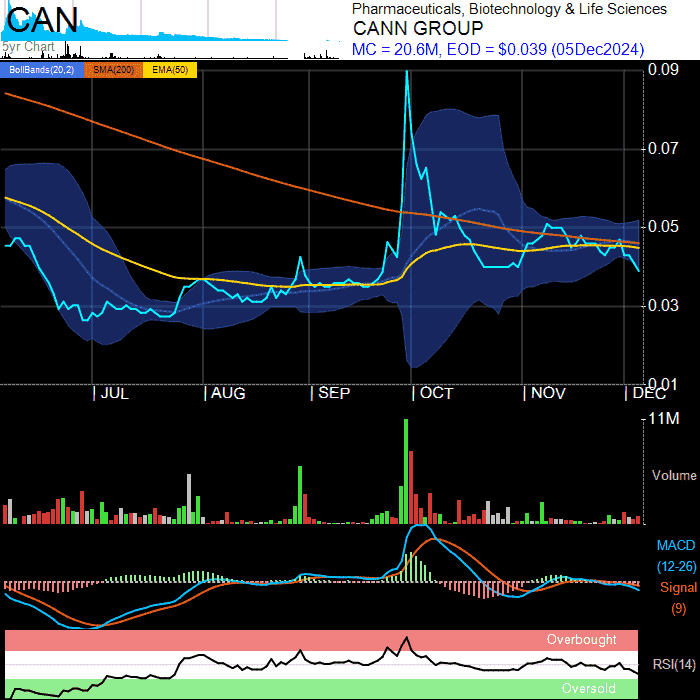 CAN
5yr Chart
Pharmaceuticals, Biotechnology & Life Sciences
CANN GROUP
MC = 20.6M, EOD = $0.039 (05Dec2024)
BollBands(20,2) SMA(200) EMA(50)
0.09
0.07
0.05
0.03
0.01
| JUL | AUG | SEP | OCT | NOV | DEC
11M
Volume
MACD
(12-26)
Signal
(9)
Overbought
RSI(14)
Oversold